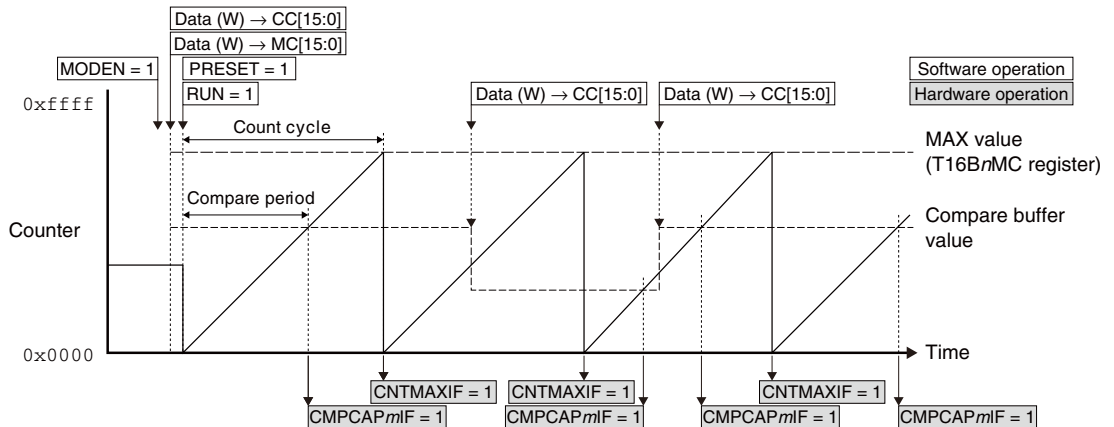 Data (W) → CC[15:0]
Data (W) → MC[15:0]
MODEN = 1
PRESET = 1
Software operation
0xffff
RUN = 1
Data (W) → CC[15:0]
Data (W) → CC[15:0]
Hardware operation
Count cycle
MAX value
(T16BnMC register)
Compare period
Counter
Compare buffer
value
0x0000
Time
CNTMAXIF = 1
CNTMAXIF = 1
CNTMAXIF = 1
CMPCAPmIF = 1
CMPCAPmIF = 1
CMPCAPmIF = 1
CMPCAPmIF = 1